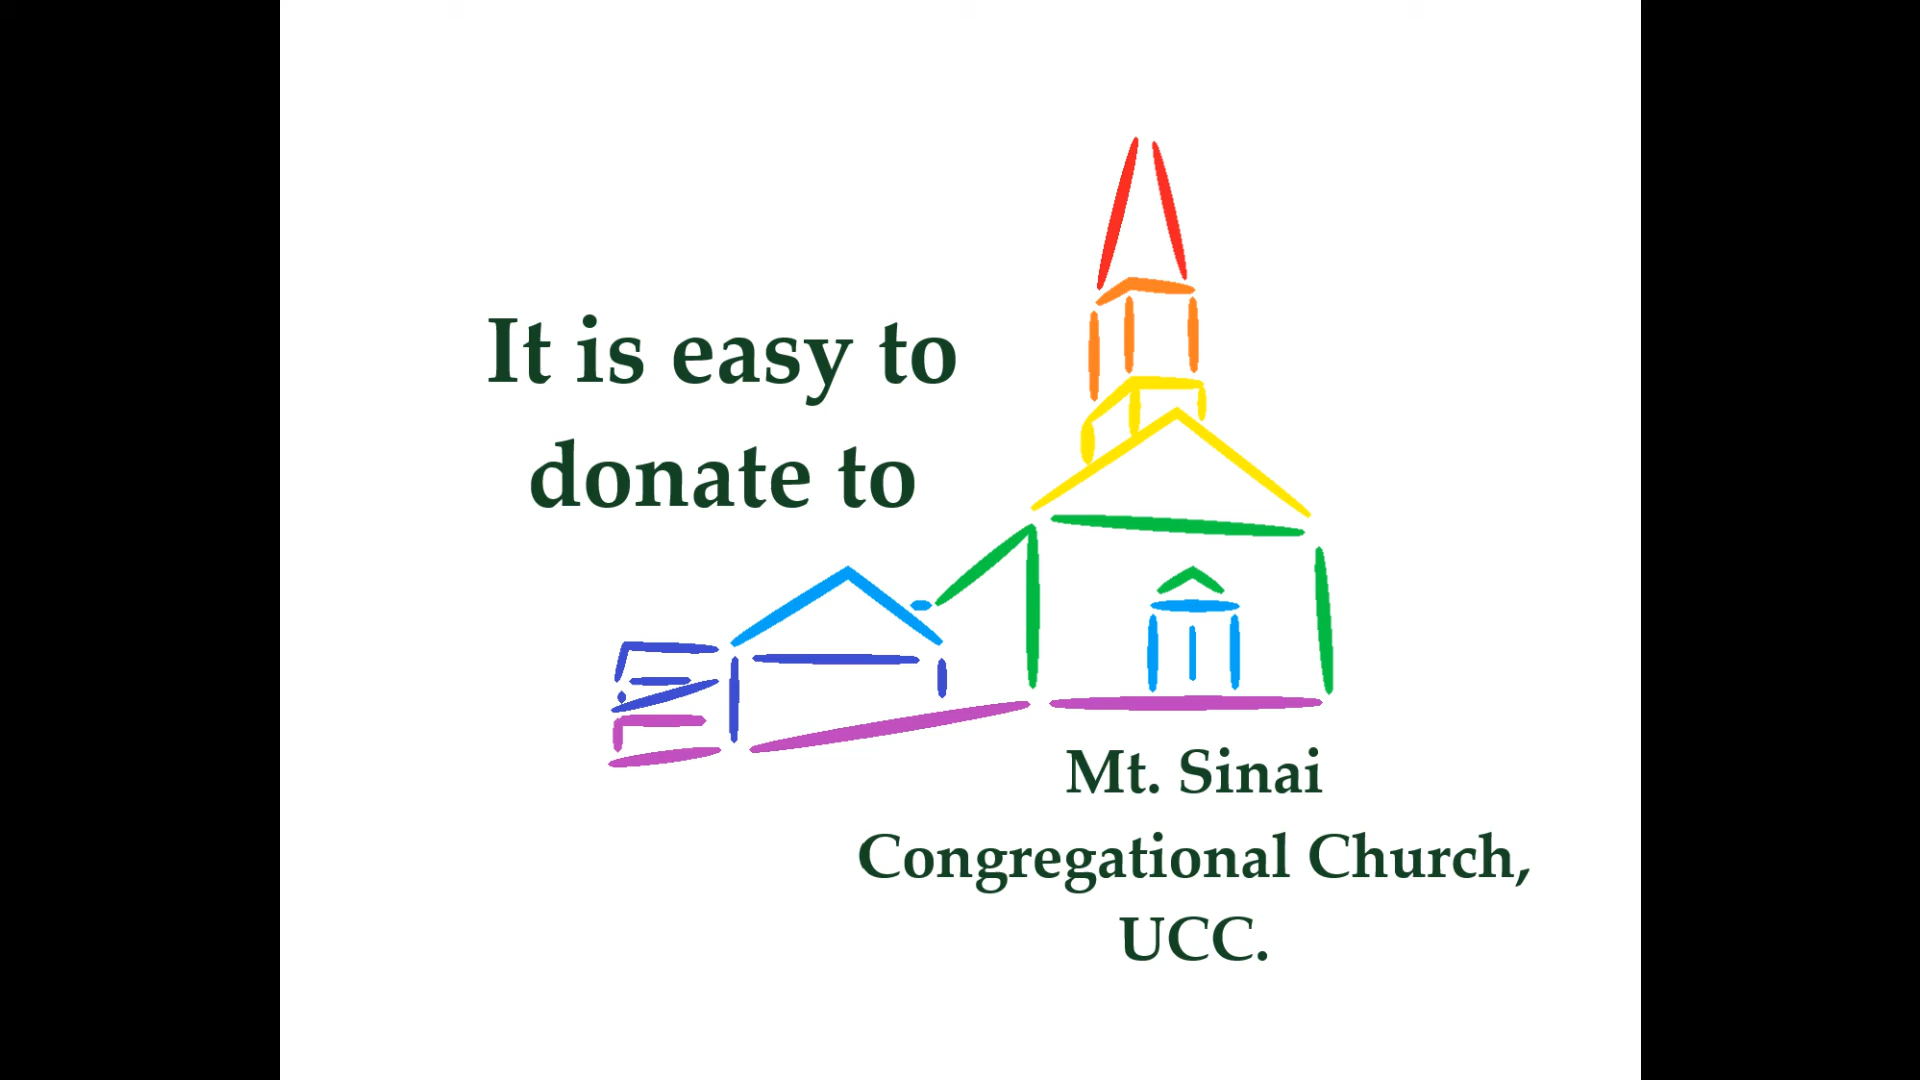 It is easy to
donate to
Mt. Sinai
Congregational Church,
UCC.